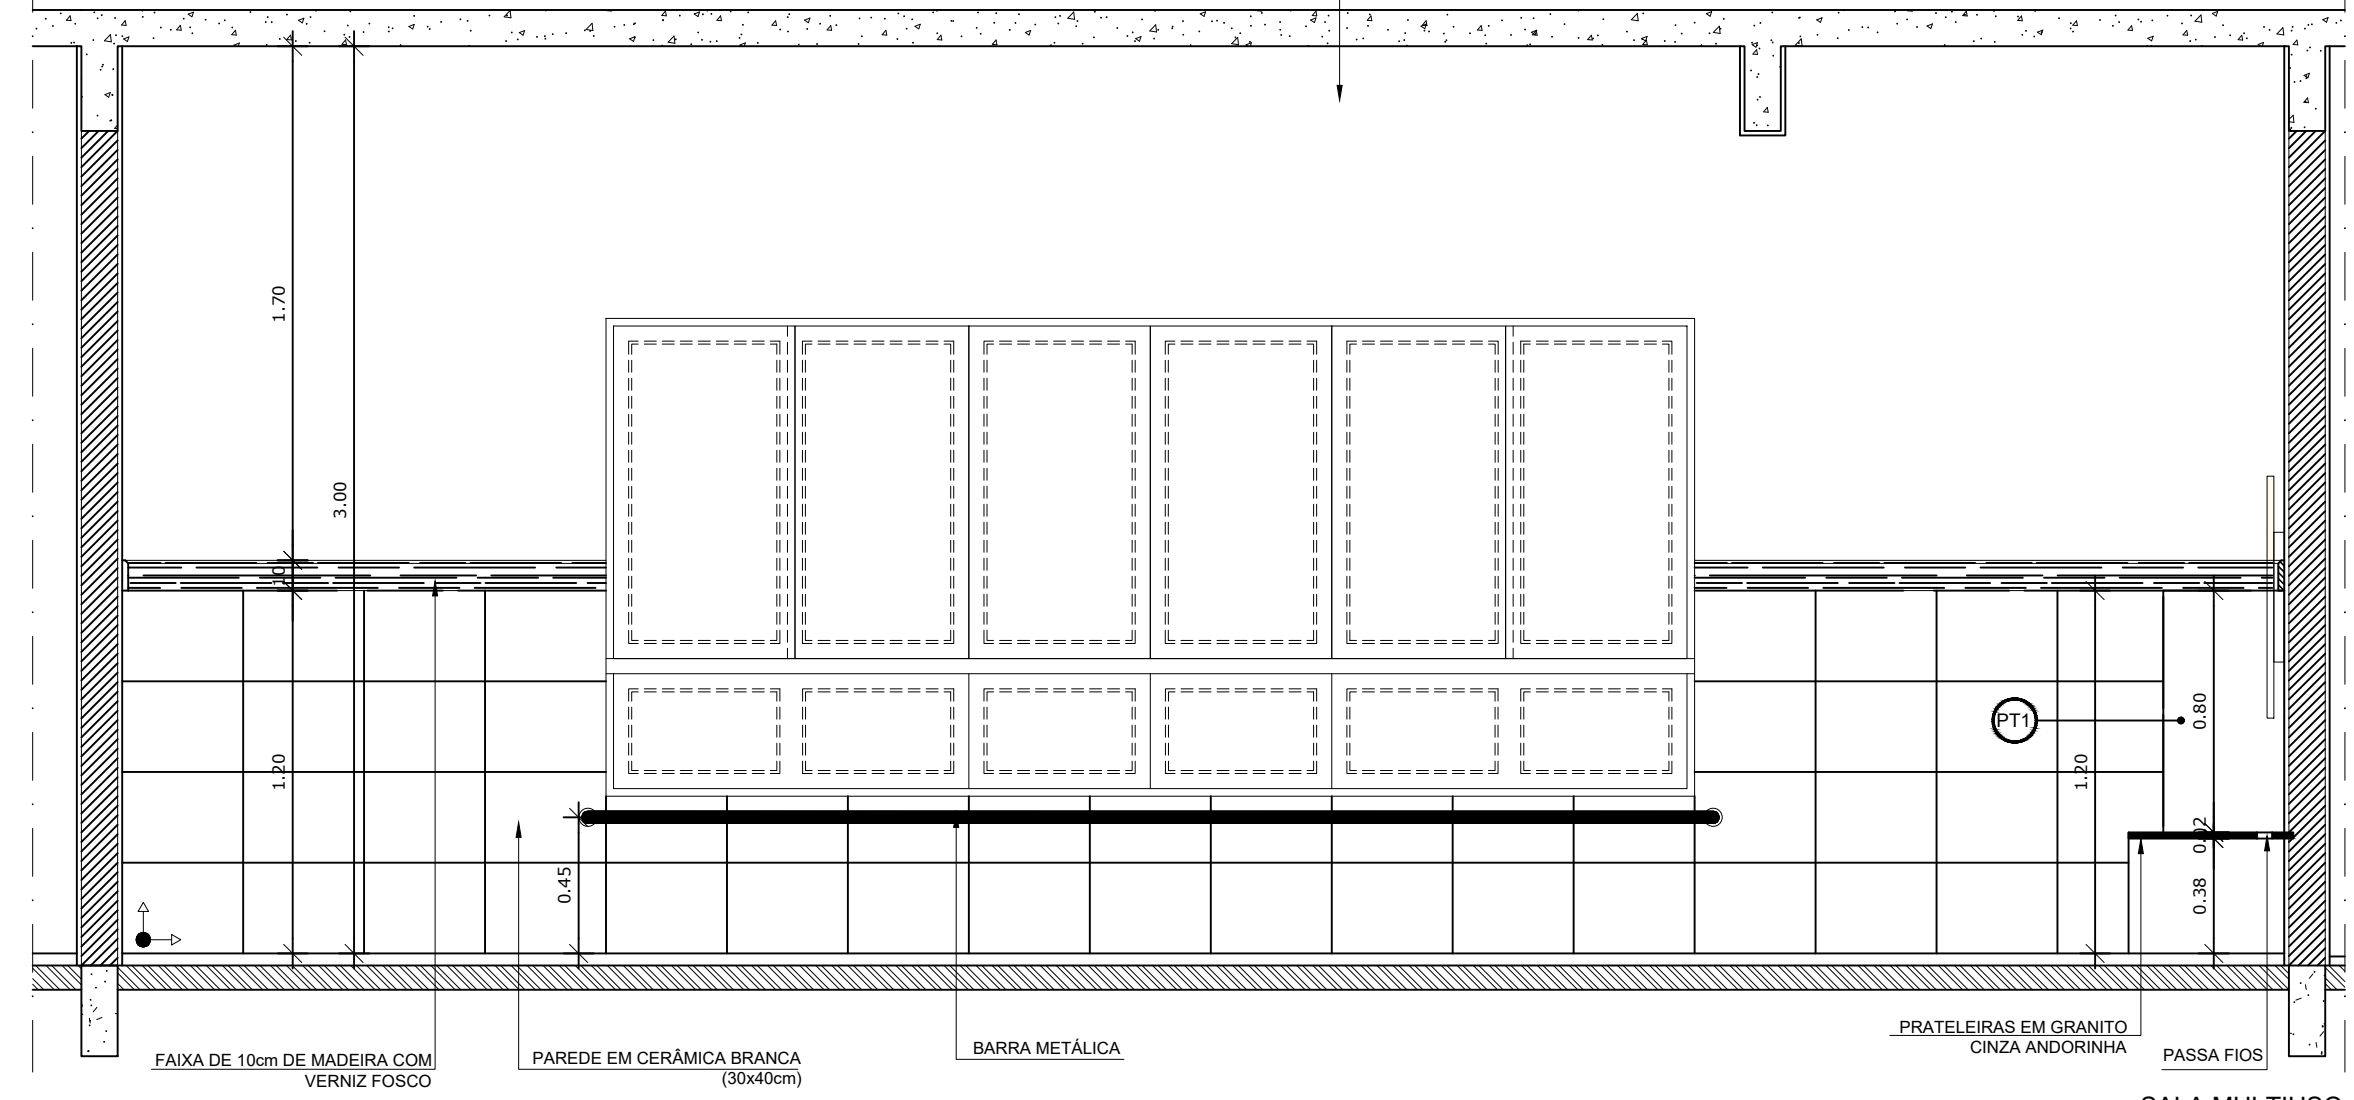 1.70
3.00
10
1.20
0.45
PT1
0.80
1.20
0.02
0.38
FAIXA DE 10cm DE MADEIRA COM
VERNIZ FOSCO
PAREDE EM CERÂMICA BRANCA
(30x40cm)
BARRA METÁLICA
PRATELEIRAS EM GRANITO
CINZA ANDORINHA
PASSA FIOS
SALA MULTIUSO